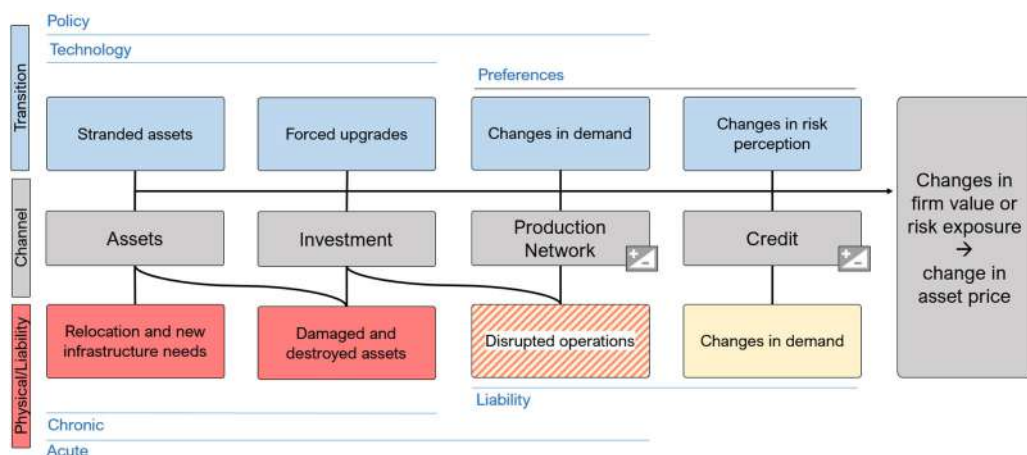 Policy
Technology
Preferences
Transition
Stranded assets
Forced upgrades
Changes in demand
Changes in risk
perception
Channel
Assets
Investment
Production
Network
+
-
Credit
+
-
Changes in
firm value or
risk exposure
→
change in
asset price
Physical/Liability
Relocation and new
infrastructure needs
Damaged and
destroyed assets
Disrupted operations
Changes in demand
Liability
Chronic
Acute